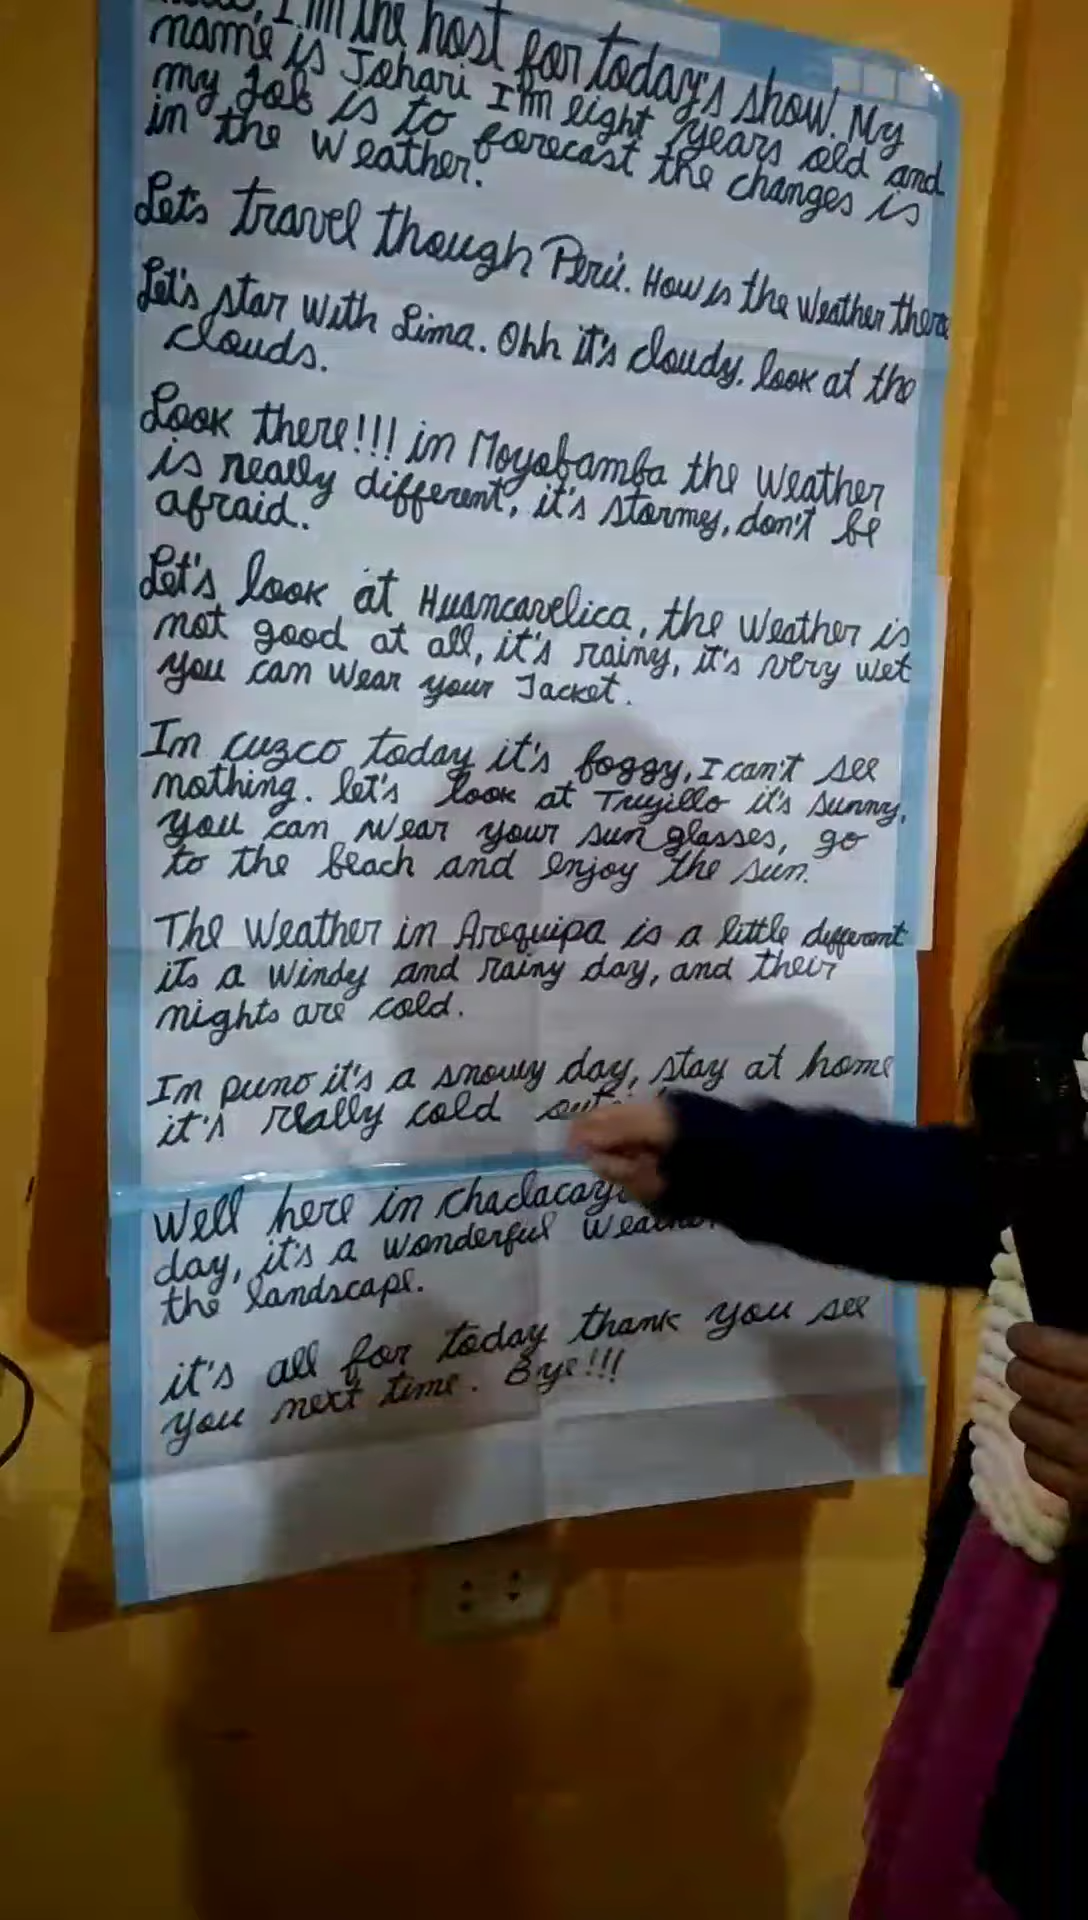 I'm the host for today's show. My
name is Johari I'm eight years old and
my job is to forecast the changes is
in the weather.
Let's travel though Perú. How is the weather there
Let's star with Lima. Ohh it's cloudy. look at the
clouds.
Look there!!! in Moyobamba the weather
is really different, it's stormy, don't be
afraid.
Let's look at Huancavelica, the weather is
not good at all, it's rainy, it's very wet
you can wear your Jacket.
In cuzco today it's foggy, I can't see
nothing. let's look at Trujillo it's sunny,
you can wear your sun glasses, go
to the beach and enjoy the sun.
The weather in Arequipa is a little different
its a windy and rainy day, and their
nights are cold.
In puno it's a snowy day, stay at home
it's really cold
Well here in
day, it's a wonderful
the landscape.
it's all for today thank you see
you next time. Bye!!!